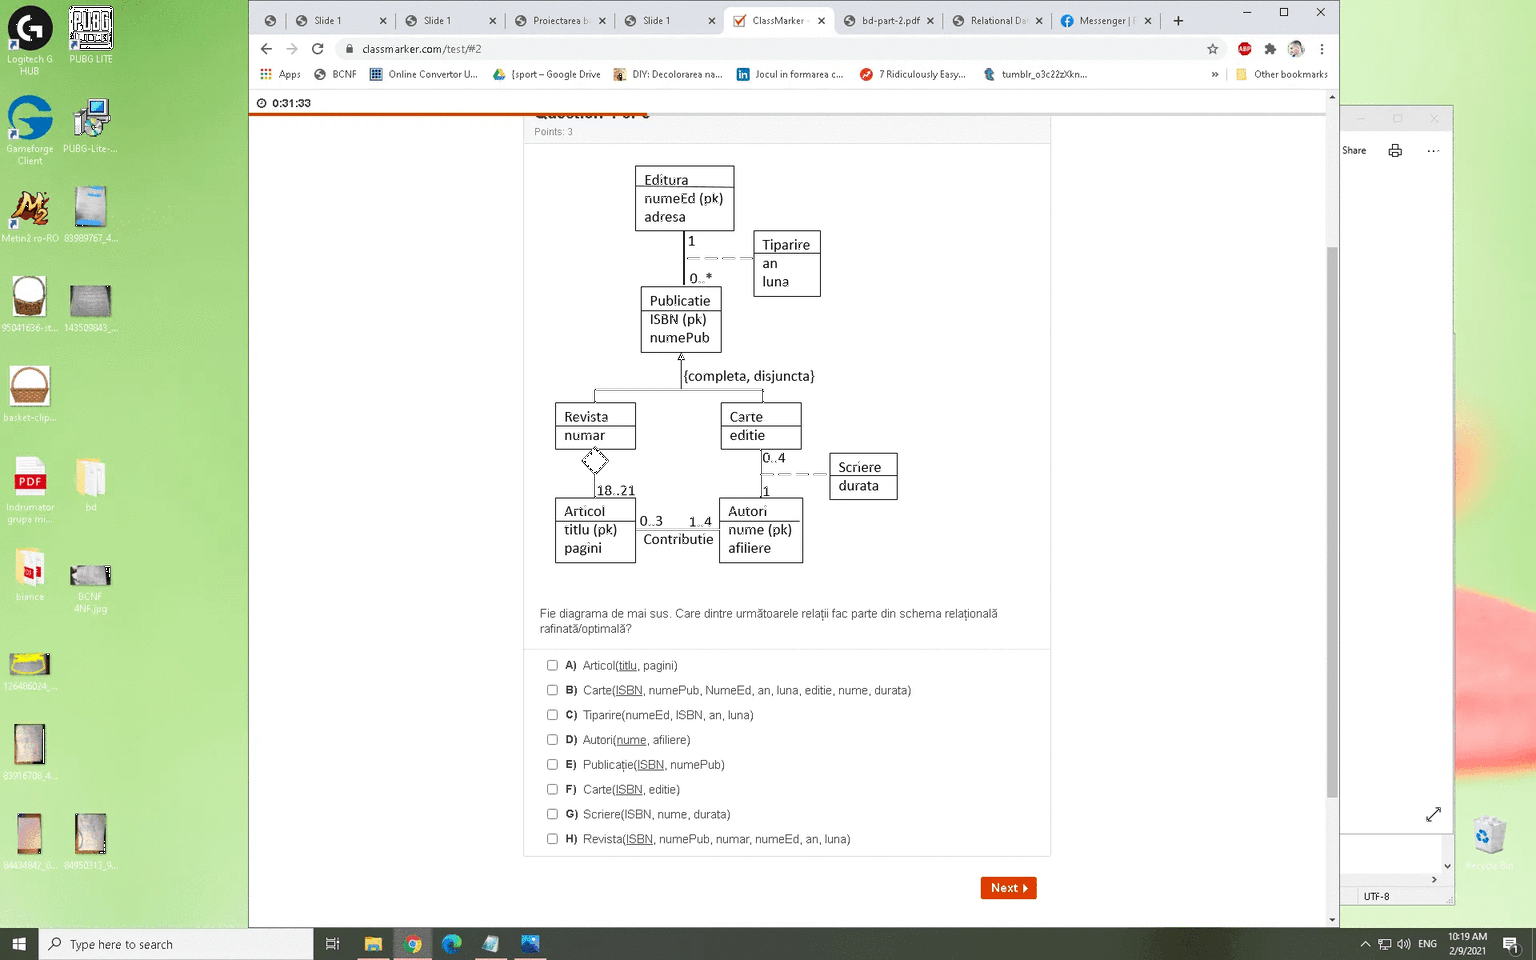 Logitech G
HUB
PUBG LITE
Gameforge
Client
PUBG-Lite-...
Metin2 ro-RO
83989767_4...
95041636-st...
143509843_...
basket-clip...
Indrumator
grupa mi...
bd
biance
BCNF
4NF.jpg
126486024_...
83916708_4...
84434842_6...
84950313_9...
Slide 1
Slide 1
Proiectarea b
Slide 1
ClassMarker -
bd-part-2.pdf
Relational Da
Messenger | F
classmarker.com/test/#2
Apps
BCNF
Online Convertor U...
{sport – Google Drive
DIY: Decolorarea na...
Jocul in formarea c...
7 Ridiculously Easy...
tumblr_o3c22zXkn...
»
Other bookmarks
0:31:33
Points: 3
Editura
numeEd (pk)
adresa
1
0..*
Tiparire
an
luna
Publicatie
ISBN (pk)
numePub
{completa, disjuncta}
Revista
numar
Carte
editie
0..4
1
Scriere
durata
18..21
Articol
titlu (pk)
pagini
0..3
1..4
Contributie
Autori
nume (pk)
afiliere
Fie diagrama de mai sus. Care dintre următoarele relații fac parte din schema relațională
rafinată/optimală?
A) Articol(titlu, pagini)
B) Carte(ISBN, numePub, NumeEd, an, luna, editie, nume, durata)
C) Tiparire(numeEd, ISBN, an, luna)
D) Autori(nume, afiliere)
E) Publicație(ISBN, numePub)
F) Carte(ISBN, editie)
G) Scriere(ISBN, nume, durata)
H) Revista(ISBN, numePub, numar, numeEd, an, luna)
Next
Share
UTF-8
Recycle Bin
Type here to search
ENG
10:19 AM
2/9/2021
1